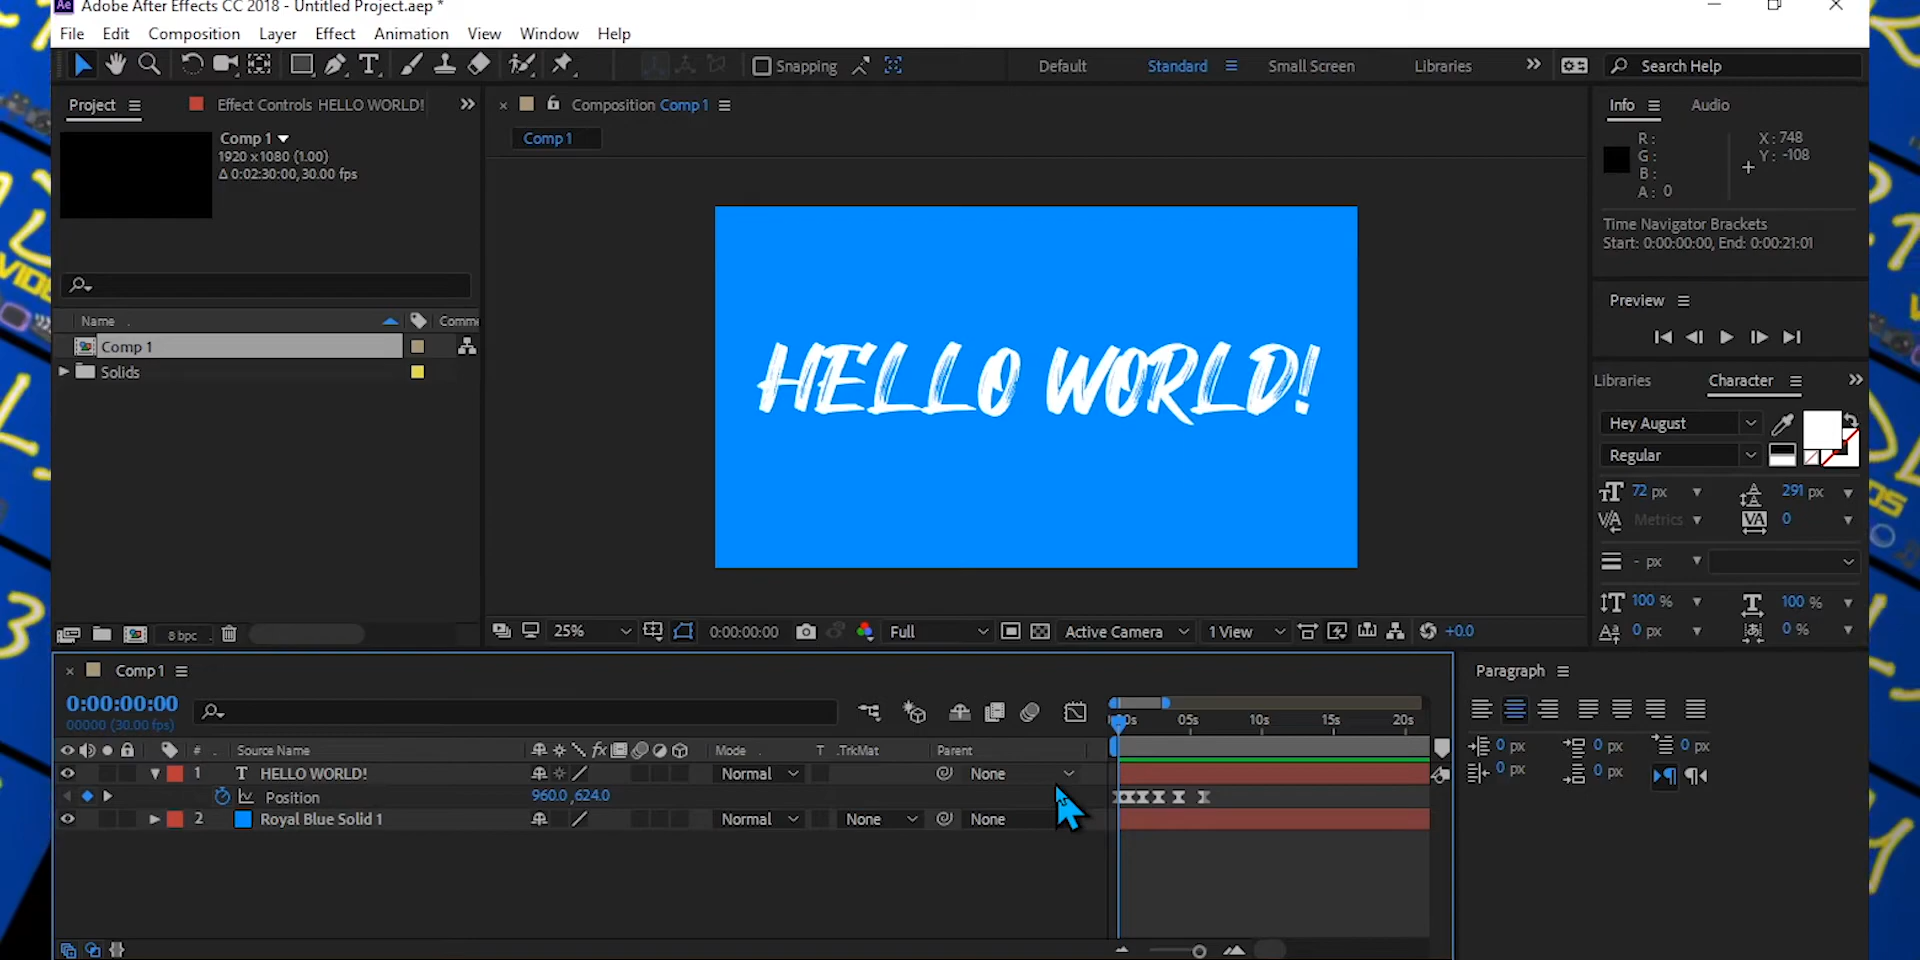 Ae Adobe After Effects CC 2018 - Untitled Project.aep *
File Edit Composition Layer Effect Animation View Window Help
Snapping Default Standard Small Screen Libraries Search Help
Project Effect Controls HELLO WORLD!
Composition Comp 1
Info Audio
Comp 1
1920 x1080 (1.00)
Δ 0:02:30:00, 30.00 fps
Comp 1
R:
G:
B:
A: 0
X: 748
Y: -108
Time Navigator Brackets
Start: 0:00:00:00, End: 0:00:21:01
Preview
Name
Comp 1
Solids
HELLO WORLD!
Libraries Character
Hey August
Regular
72 px 291 px
Metrics 0
- px
100 % 100 %
0 px 0 %
8 bpc
25% 0:00:00:00 Full Active Camera 1 View +0.0
Comp 1
Paragraph
0:00:00:00
00000 (30.00 fps)
05s 10s 15s 20s
# Source Name fx Mode T .TrkMat Parent
1 T HELLO WORLD! Normal None
Position 960.0 ,624.0
2 Royal Blue Solid 1 Normal None None
0 px 0 px 0 px
0 px 0 px